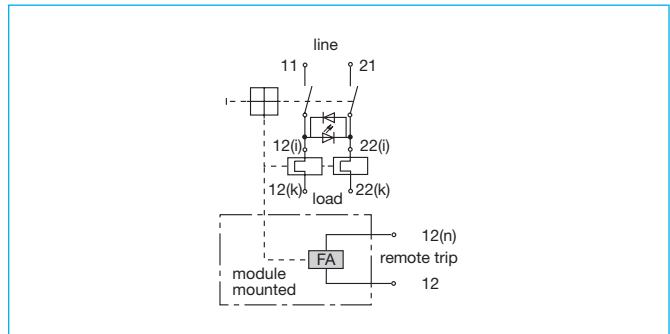 line
11 21
12(i) 22(i)
12(k) 22(k)
load
12(n)
FA remote trip
module
mounted
12